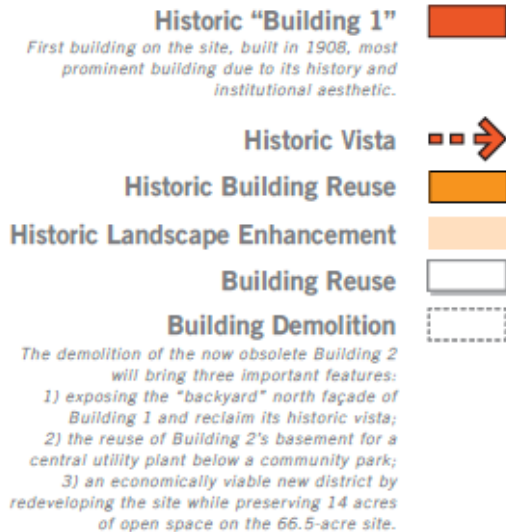 Historic “Building 1”
First building on the site, built in 1908, most
prominent building due to its history and
institutional aesthetic.
Historic Vista
Historic Building Reuse
Historic Landscape Enhancement
Building Reuse
Building Demolition
The demolition of the now obsolete Building 2
will bring three important features:
1) exposing the “backyard” north façade of
Building 1 and reclaim its historic vista;
2) the reuse of Building 2's basement for a
central utility plant below a community park;
3) an economically viable new district by
redeveloping the site while preserving 14 acres
of open space on the 66.5-acre site.